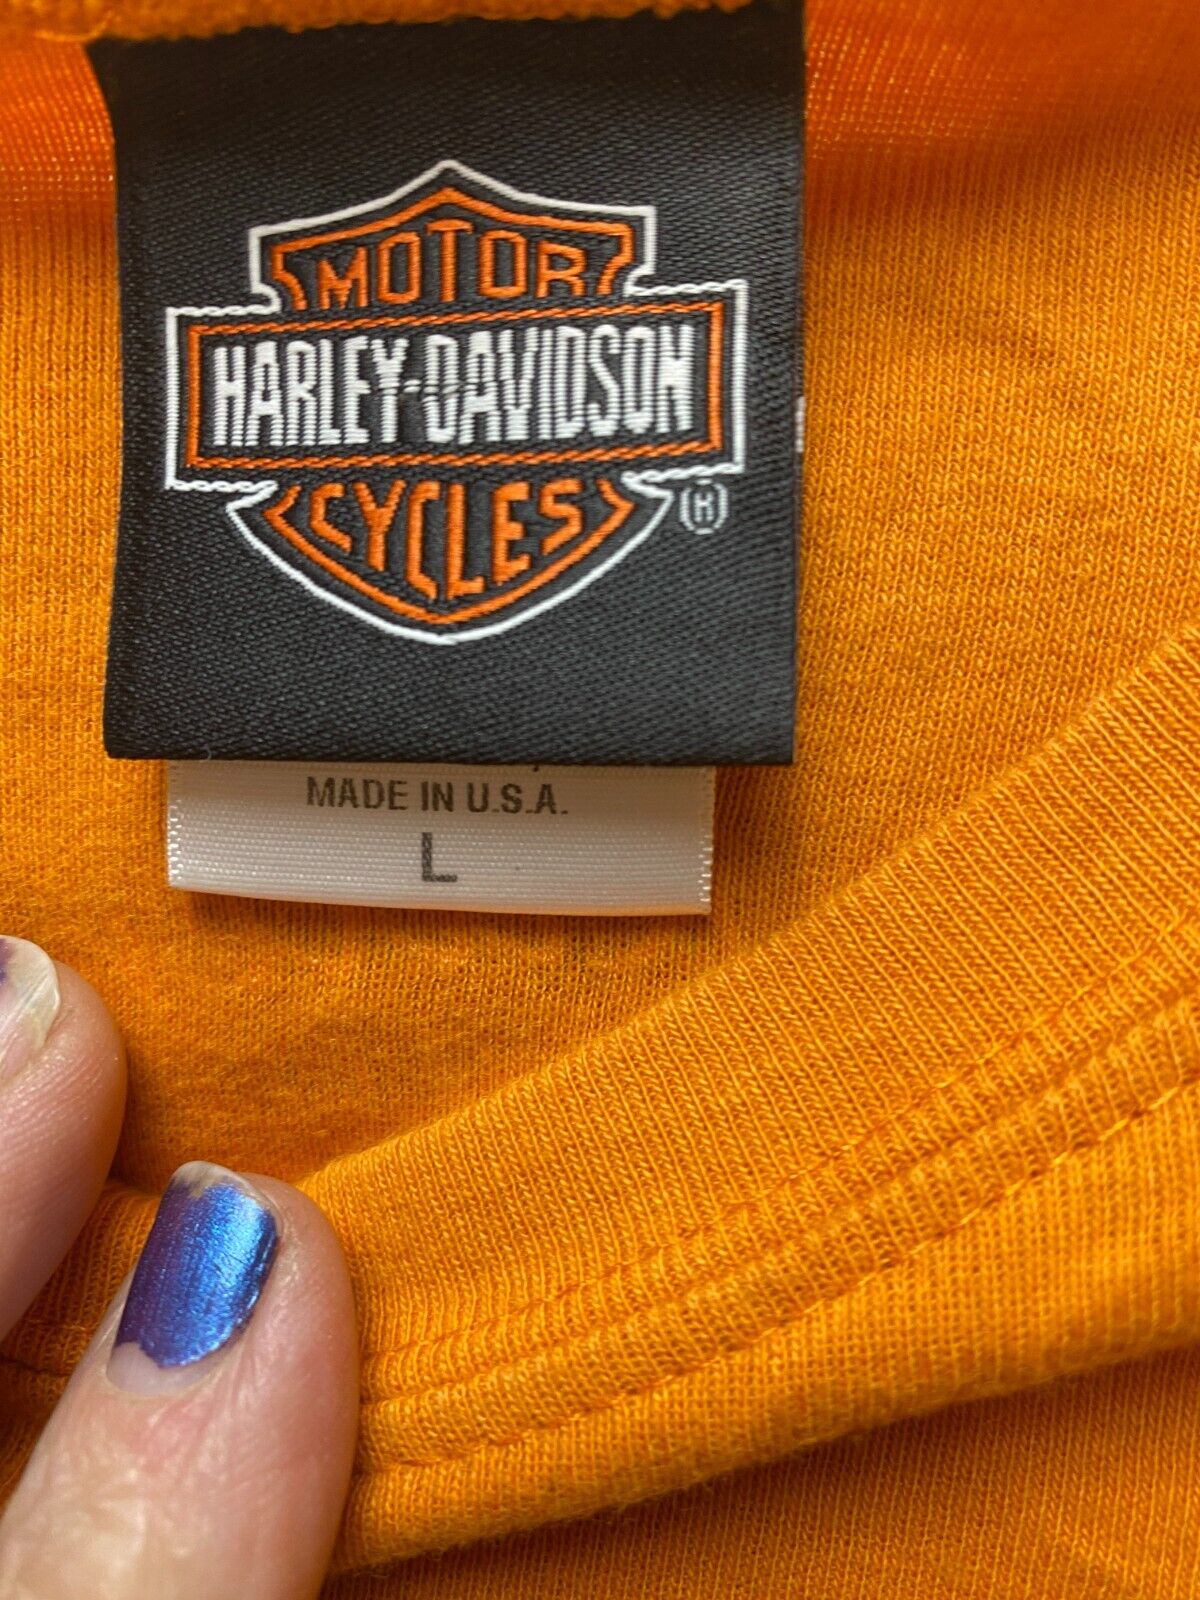 MOTOR
HARLEY-DAVIDSON
CYCLES
MADE IN U.S.A.
L